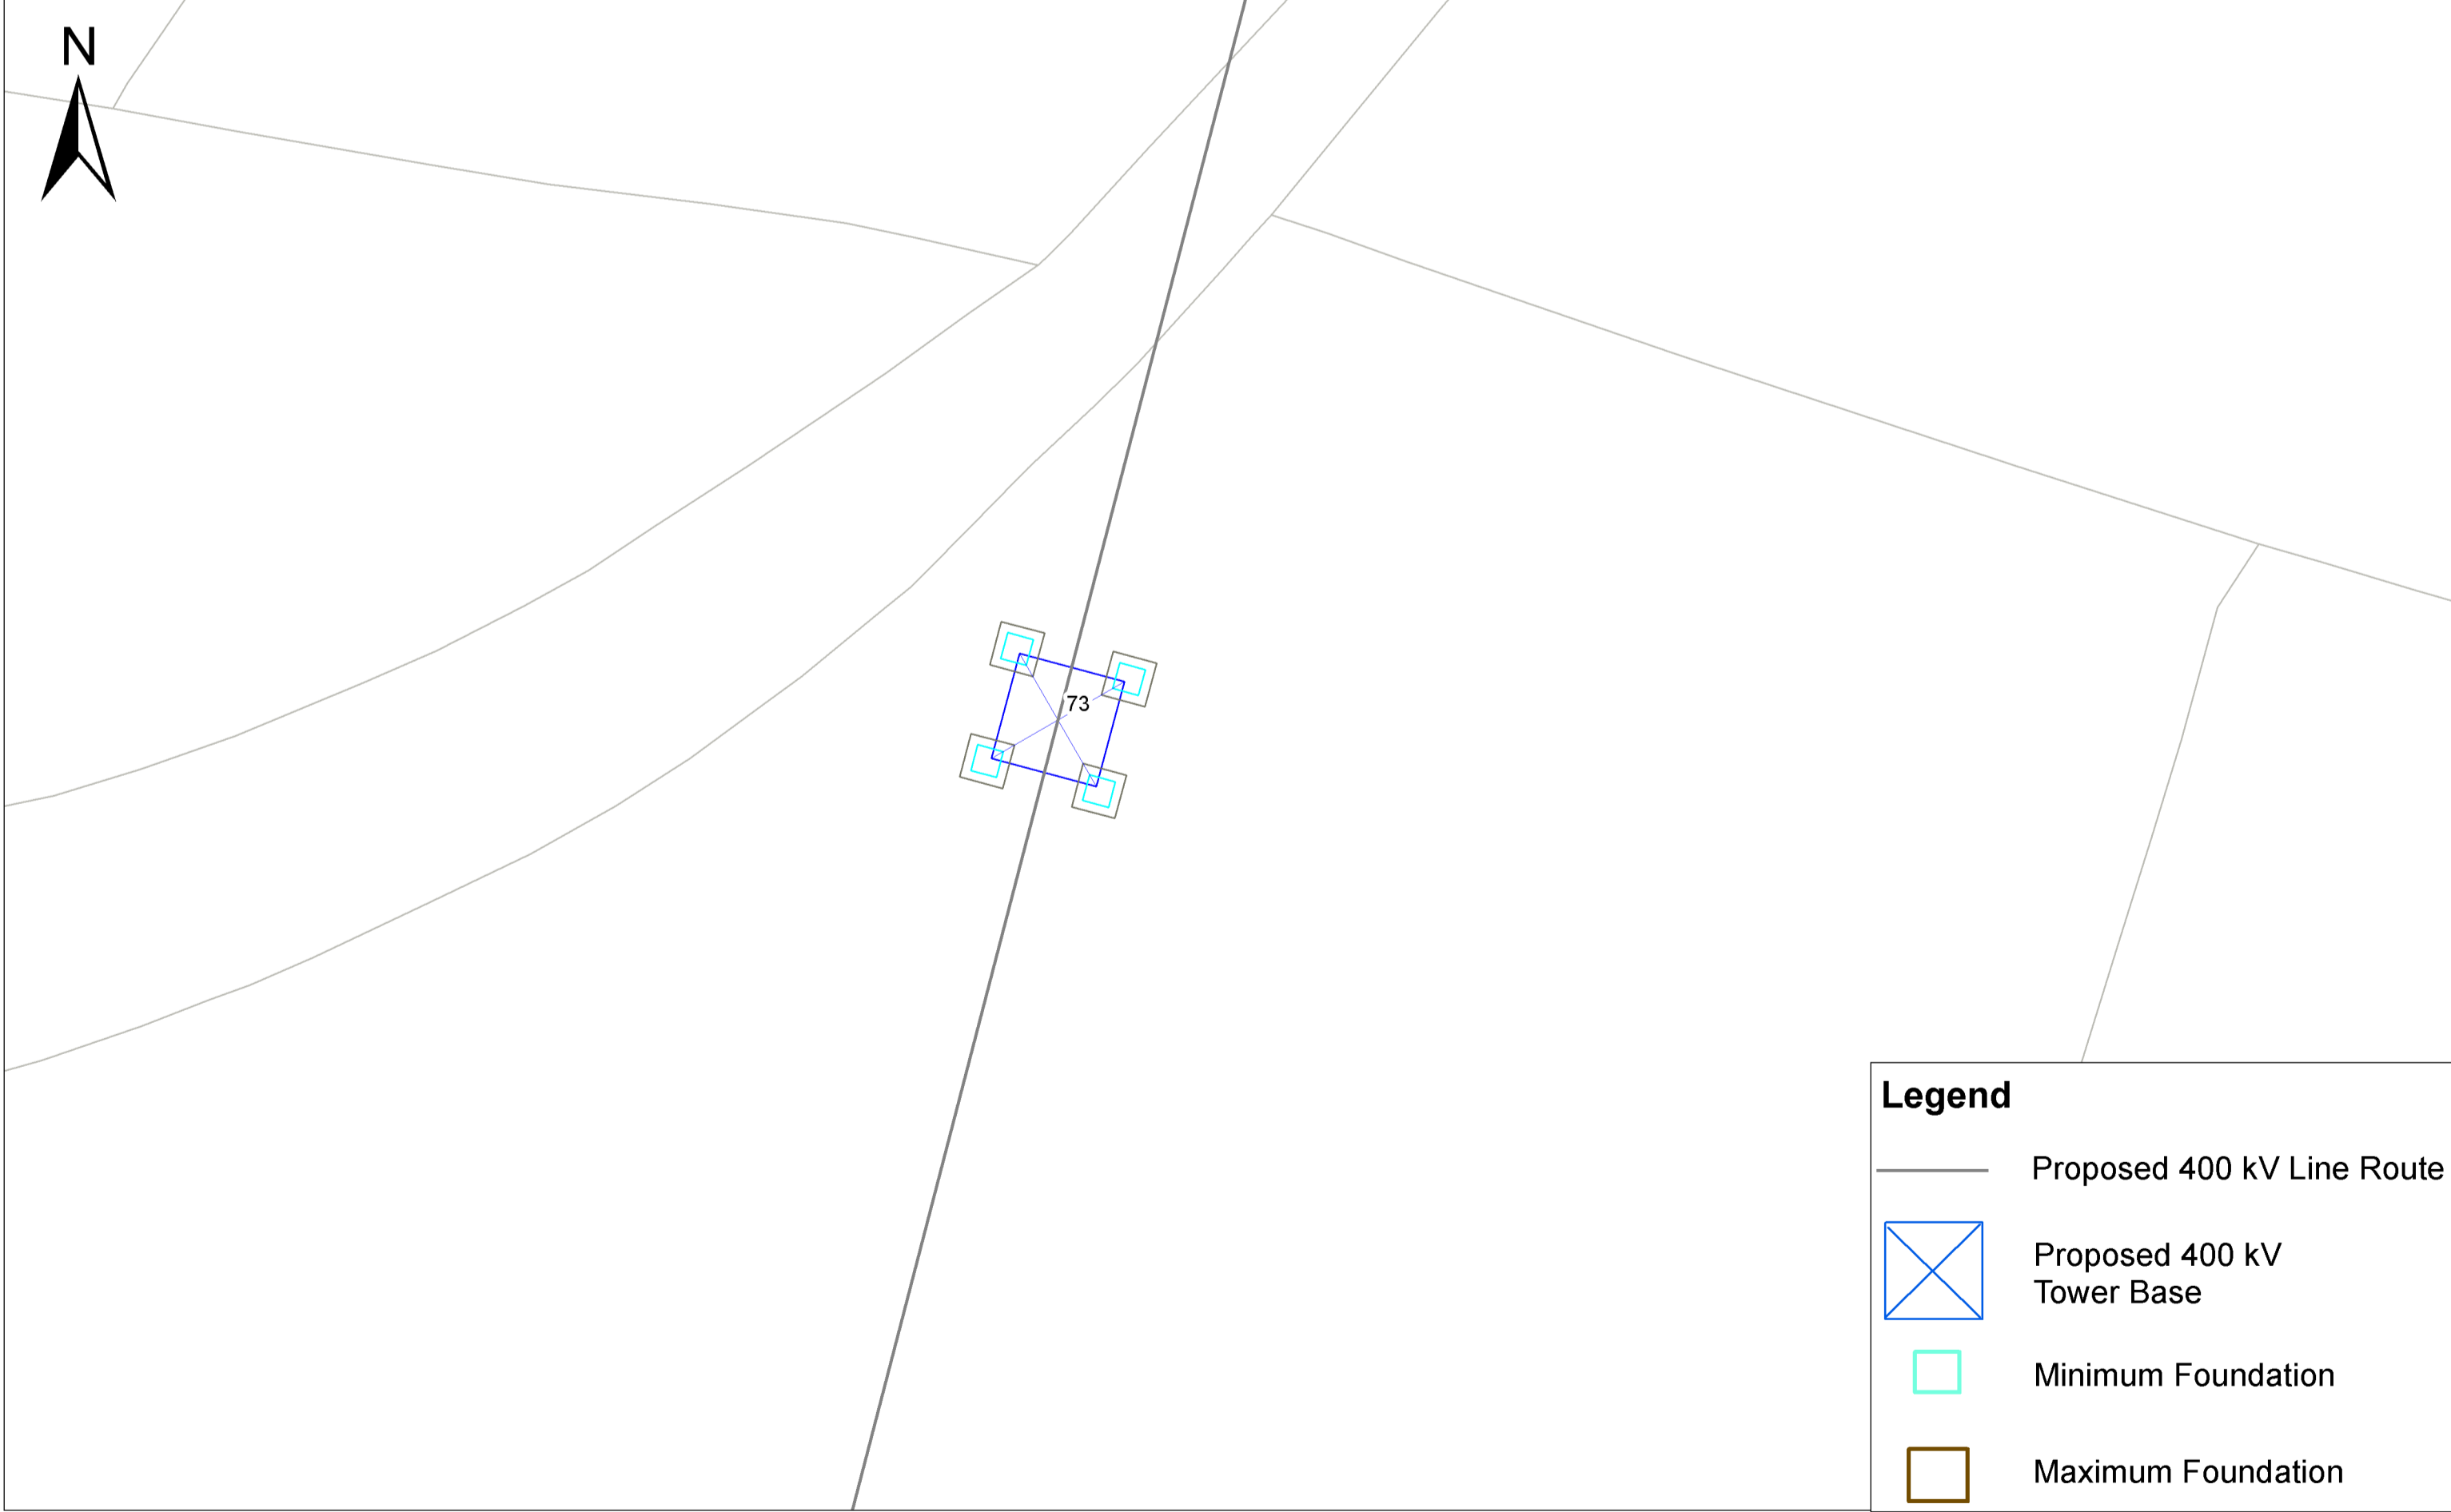 N
73
Legend
Proposed 400 kV Line Route
Proposed 400 kV
Tower Base
Minimum Foundation
Maximum Foundation